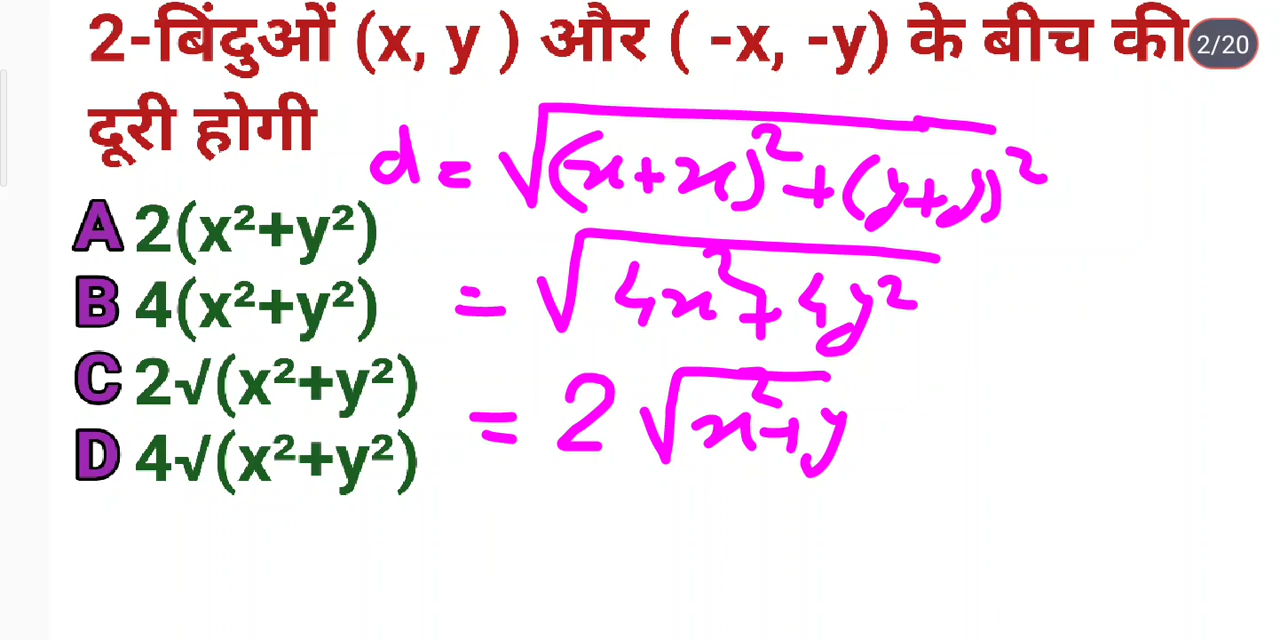 2-बिंदुओं (x, y ) और ( -x, -y) के बीच की
2/20
दूरी होगी
d = √(x+x)²+(y+y)²
A 2(x²+y²)
= √4x²+4y²
B 4(x²+y²)
C 2√(x²+y²)
= 2√x²+y
D 4√(x²+y²)